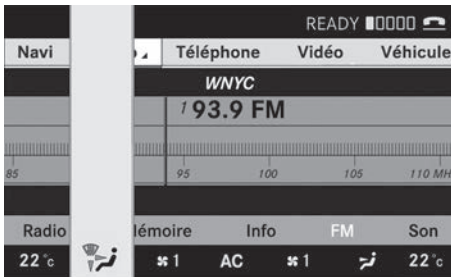 READY
Navi Téléphone Vidéo Véhicule
WNYC
1 93.9 FM
85 95 100 105 110 MH
Radio émoire Info FM Son
22 °c 1 AC 1 22 °c